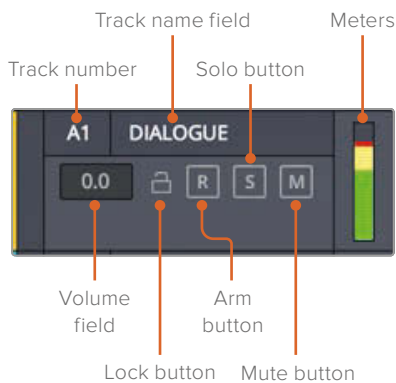 Track name field
Meters
Track number
Solo button
A1
DIALOGUE
0.0
R
S
M
Volume
field
Arm
button
Lock button
Mute button